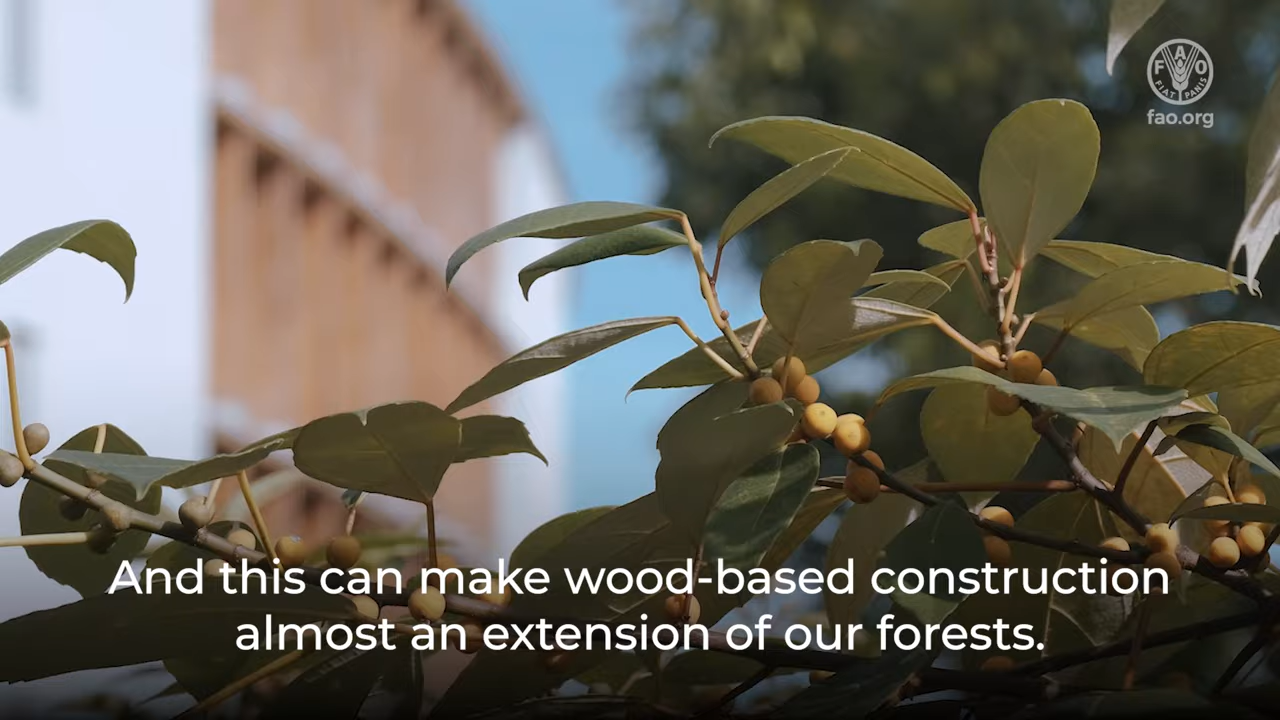 F A O
FIAT PANIS
fao.org
And this can make wood-based construction
almost an extension of our forests.